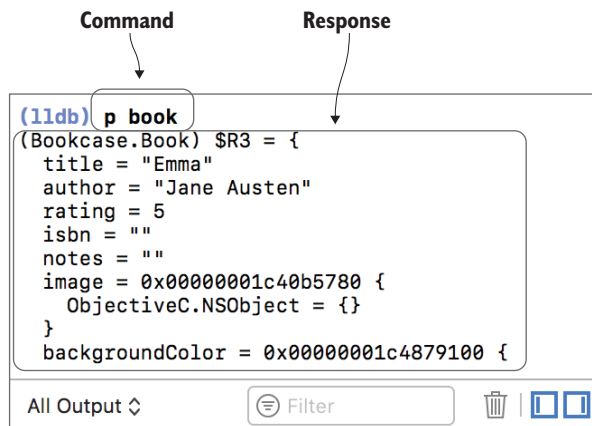 Command Response
(lldb) p book
(Bookcase.Book) $R3 = {
  title = "Emma"
  author = "Jane Austen"
  rating = 5
  isbn = ""
  notes = ""
  image = 0x00000001c40b5780 {
    ObjectiveC.NSObject = {}
  }
  backgroundColor = 0x00000001c4879100 {
All Output Filter